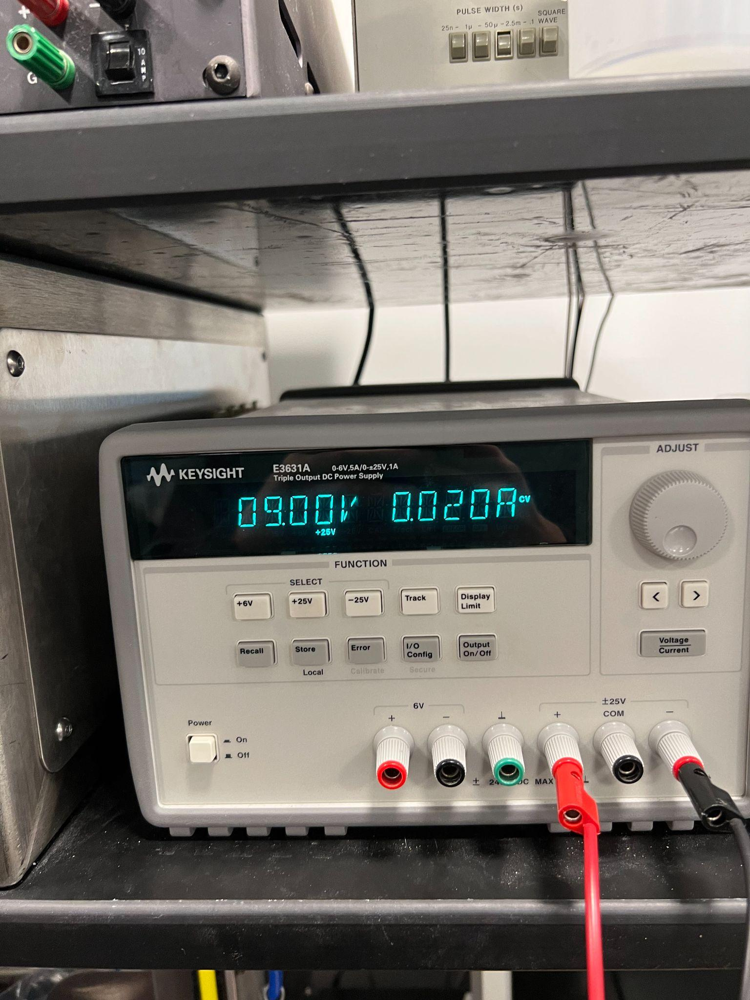 + −
G
10 AMP
PULSE WIDTH (s)
25n - 1μ - 50μ - 2.5m - .1
SQUARE WAVE
KEYSIGHT
E3631A 0-6V,5A/0-±25V,1A
Triple Output DC Power Supply
09.00V 0.020A CV
+25V
ADJUST
FUNCTION
SELECT
+6V +25V −25V Track Display Limit
< >
Recall Store Error I/O Config Output On/Off
Local Calibrate Secure
Voltage
Current
6V ±25V
+ − ⊥ + COM −
Power
On
Off
± DC MAX